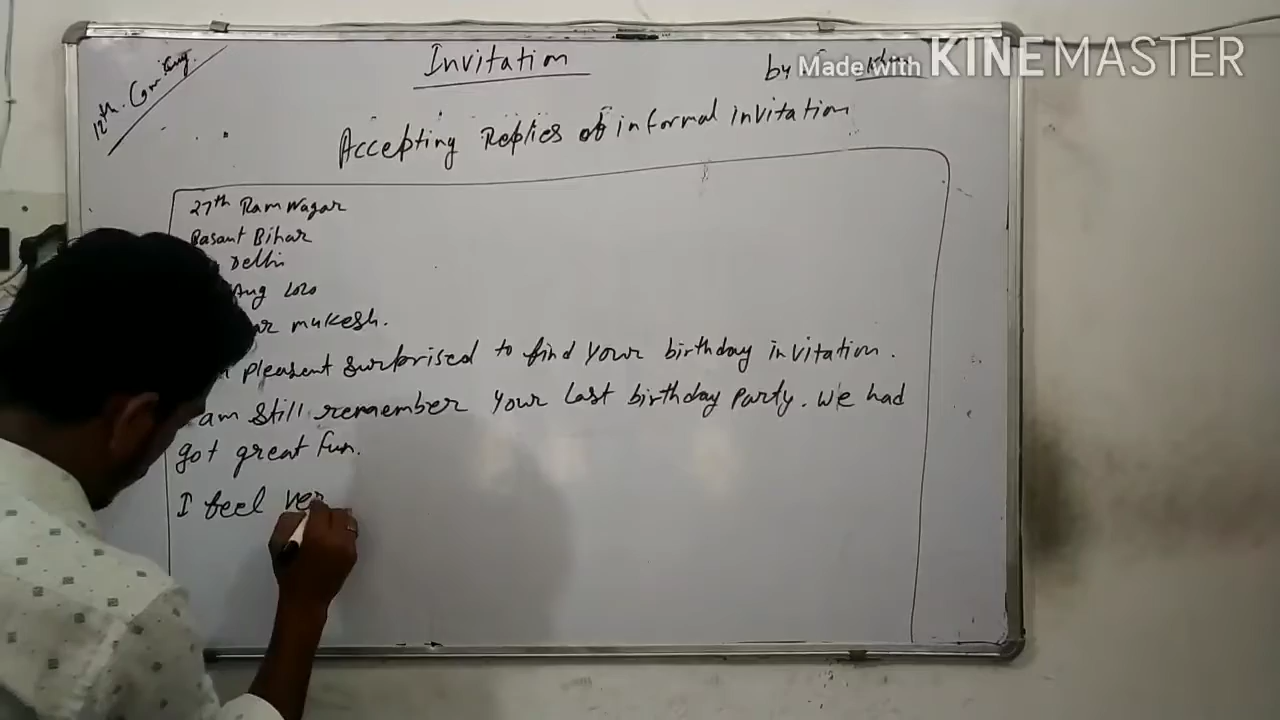 12th.
Invitation
by
Made with KINEMASTER
Accepting Replies of informal invitation
27th Ram Nagar
Basant Bihar
Delhi
Aug 2020
mukesh.
pleasent surprised to find your birthday invitation.
am still remember your last birthday party. we had
got great fun.
I feel ver